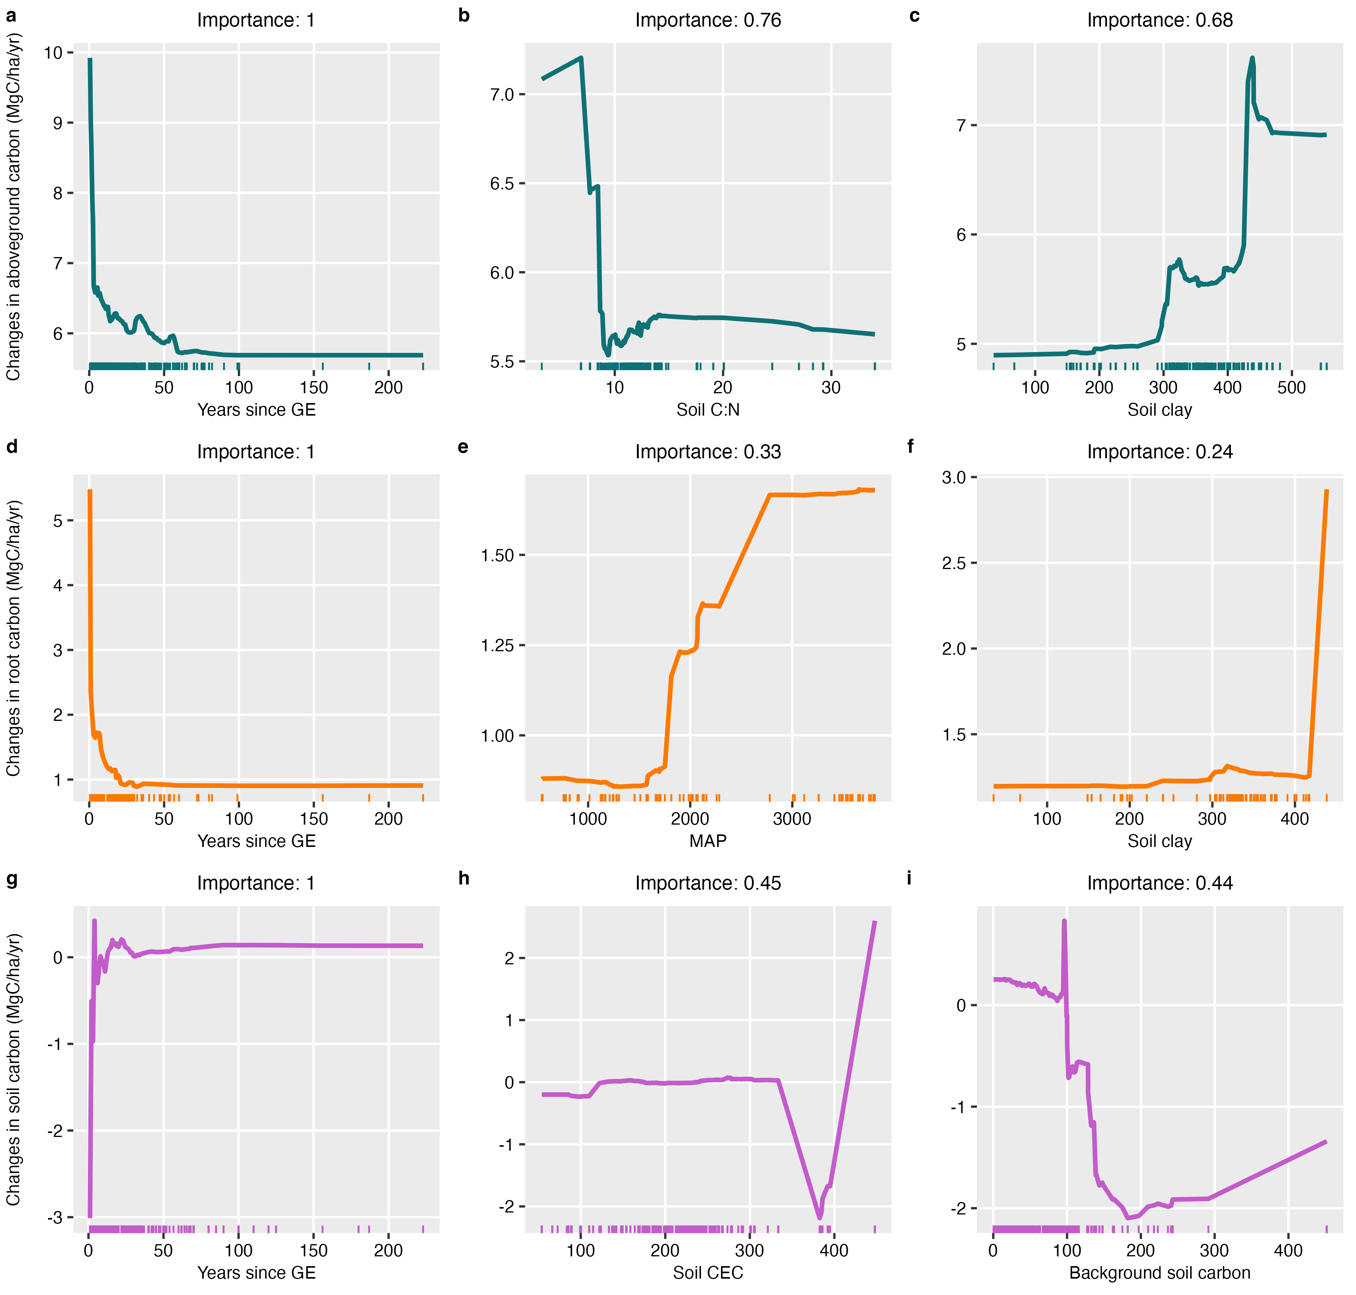 a
Importance: 1
Changes in aboveground carbon (MgC/ha/yr)
10
9
8
7
6
0 50 100 150 200
Years since GE
b
Importance: 0.76
7.0
6.5
6.0
5.5
10 20 30
Soil C:N
c
Importance: 0.68
7
6
5
100 200 300 400 500
Soil clay
d
Importance: 1
Changes in root carbon (MgC/ha/yr)
5
4
3
2
1
0 50 100 150 200
Years since GE
e
Importance: 0.33
1.50
1.25
1.00
1000 2000 3000
MAP
f
Importance: 0.24
3.0
2.5
2.0
1.5
100 200 300 400
Soil clay
g
Importance: 1
Changes in soil carbon (MgC/ha/yr)
0
-1
-2
-3
0 50 100 150 200
Years since GE
h
Importance: 0.45
2
1
0
-1
-2
100 200 300 400
Soil CEC
i
Importance: 0.44
0
-1
-2
0 100 200 300 400
Background soil carbon